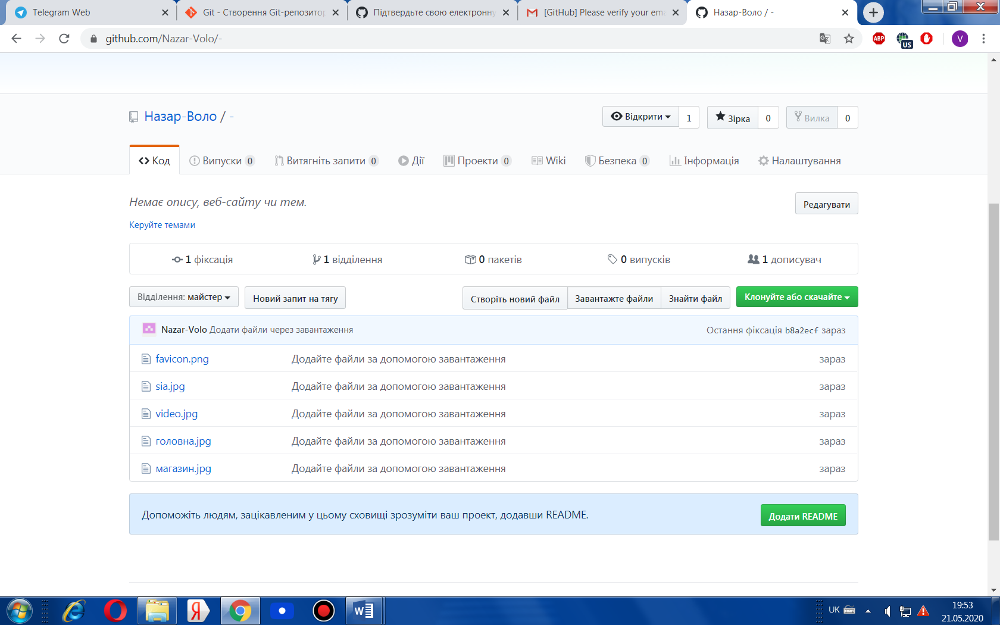 Telegram Web
Git - Створення Git-репозитор
Підтвердьте свою електронну
[GitHub] Please verify your ema
Назар-Воло / -
github.com/Nazar-Volo/-
ABP
US
V
Назар-Воло / -
Відкрити 1
Зірка 0
Вилка 0
Код
Випуски 0
Витягніть запити 0
Дії
Проекти 0
Wiki
Безпека 0
Інформація
Налаштування
Немає опису, веб-сайту чи тем.
Редагувати
Керуйте темами
1 фіксація
1 відділення
0 пакетів
0 випусків
1 дописувач
Відділення: майстер
Новий запит на тягу
Створіть новий файл
Завантажте файли
Знайти файл
Клонуйте або скачайте
Nazar-Volo Додати файли через завантаження
Остання фіксація b8a2ecf зараз
favicon.png Додайте файли за допомогою завантаження зараз
sia.jpg Додайте файли за допомогою завантаження зараз
video.jpg Додайте файли за допомогою завантаження зараз
головна.jpg Додайте файли за допомогою завантаження зараз
магазин.jpg Додайте файли за допомогою завантаження зараз
Допоможіть людям, зацікавленим у цьому сховищі зрозуміти ваш проект, додавши README.
Додати README
UK
19:53
21.05.2020